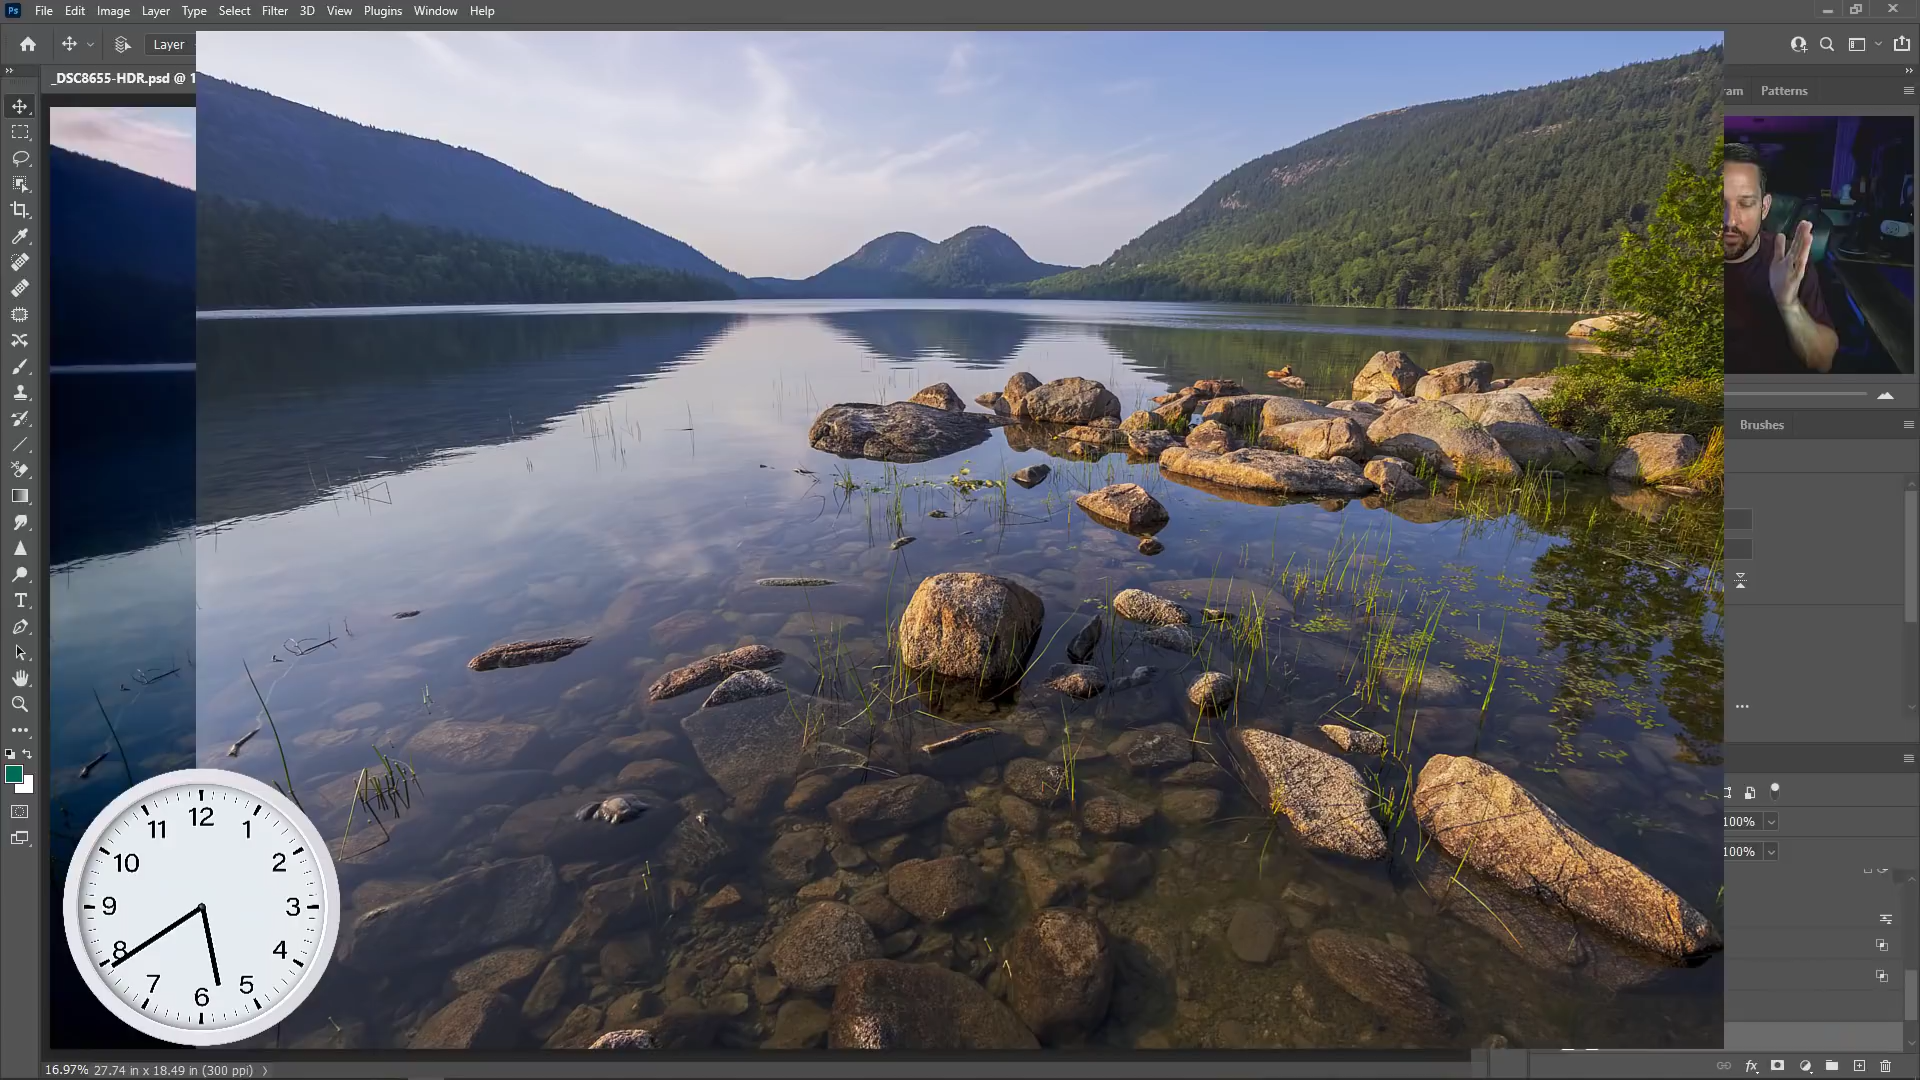 Ps File Edit Image Layer Type Select Filter 3D View Plugins Window Help
Layer
_DSC8655-HDR.psd @ 1
Patterns
Brushes
100%
100%
12
1
2
3
4
5
6
7
8
9
10
11
16.97% 27.74 in x 18.49 in (300 ppi)
fx